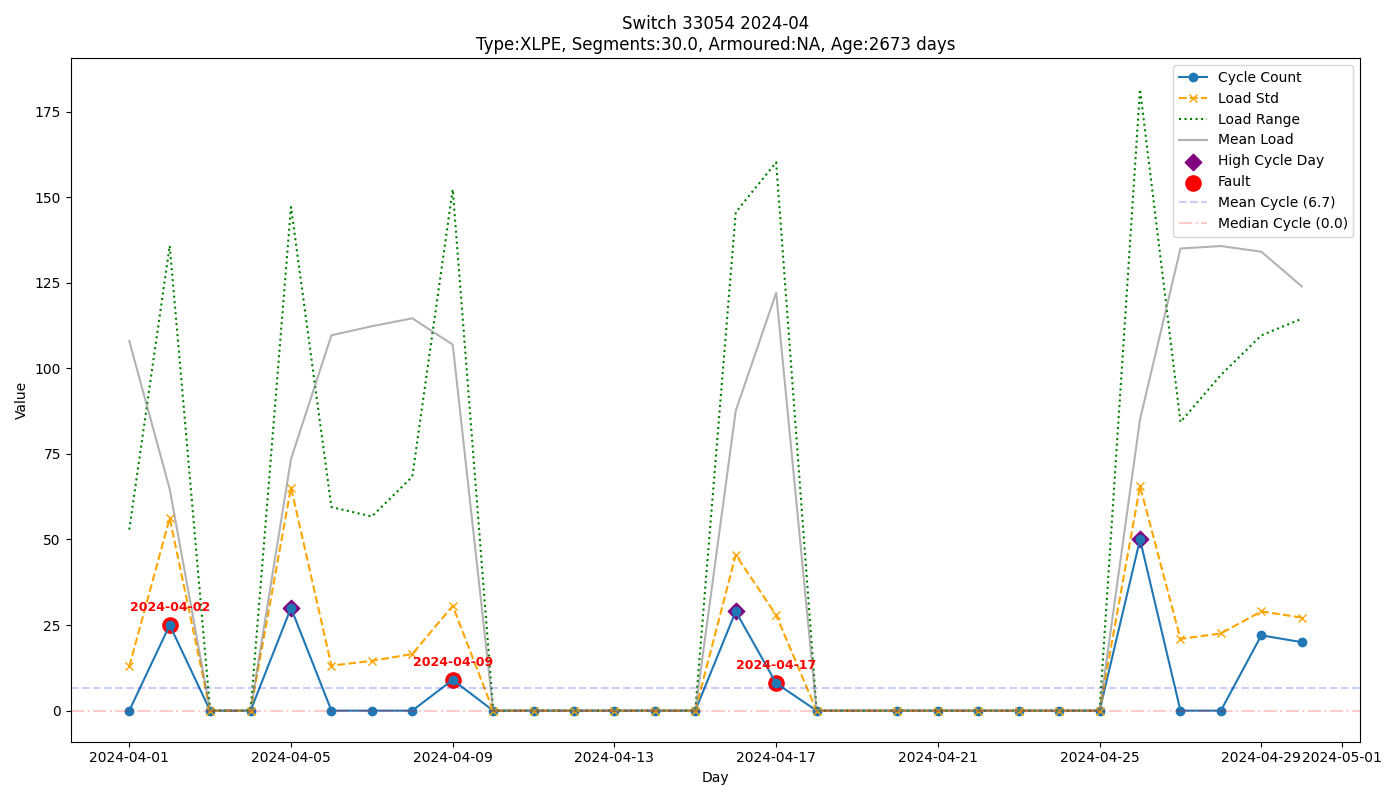 Switch 33054 2024-04
Type:XLPE, Segments:30.0, Armoured:NA, Age:2673 days
Cycle Count
Load Std
Load Range
Mean Load
High Cycle Day
Fault
Mean Cycle (6.7)
Median Cycle (0.0)
175
150
125
100
75
50
25
0
Value
2024-04-02
2024-04-09
2024-04-17
2024-04-01
2024-04-05
2024-04-09
2024-04-13
2024-04-17
2024-04-21
2024-04-25
2024-04-29
2024-05-01
Day